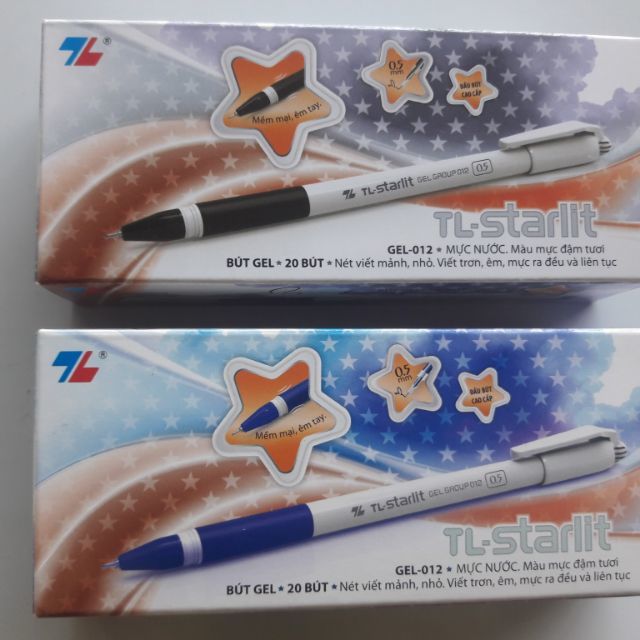 TL ®
0.5
mm
ĐẦU BÚT
CAO CẤP
Mềm mại, êm tay.
TL-Starlit GEL GROUP 012 0.5
TL-Starlit
GEL-012 * MỰC NƯỚC. Màu mực đậm tươi
BÚT GEL * 20 BÚT * Nét viết mảnh, nhỏ. Viết trơn, êm, mực ra đều và liên tục
TL ®
0.5
mm
ĐẦU BÚT
CAO CẤP
Mềm mại, êm tay.
TL-Starlit GEL GROUP 012 0.5
TL-Starlit
GEL-012 * MỰC NƯỚC. Màu mực đậm tươi
BÚT GEL * 20 BÚT * Nét viết mảnh, nhỏ. Viết trơn, êm, mực ra đều và liên tục